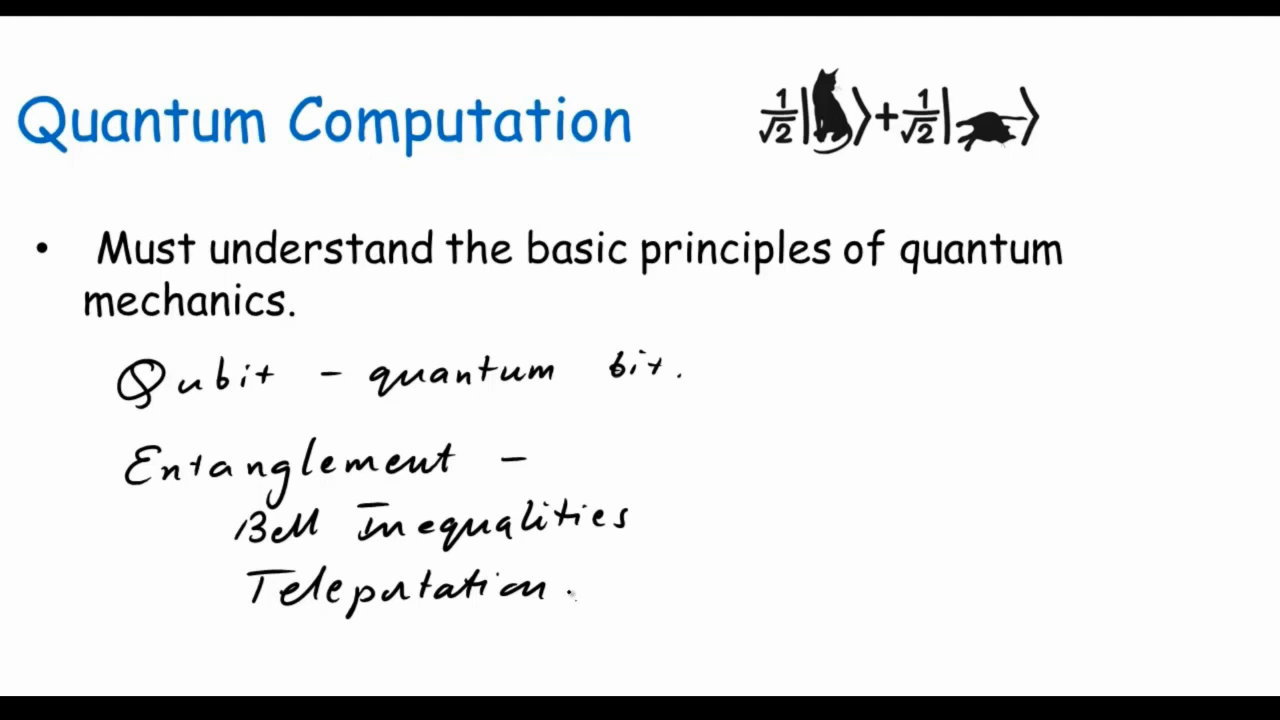 Quantum Computation
1/√2| ⟩+1/√2| ⟩
• Must understand the basic principles of quantum
mechanics.
Qubit - quantum bit.
Entanglement -
Bell Inequalities
Teleportation.